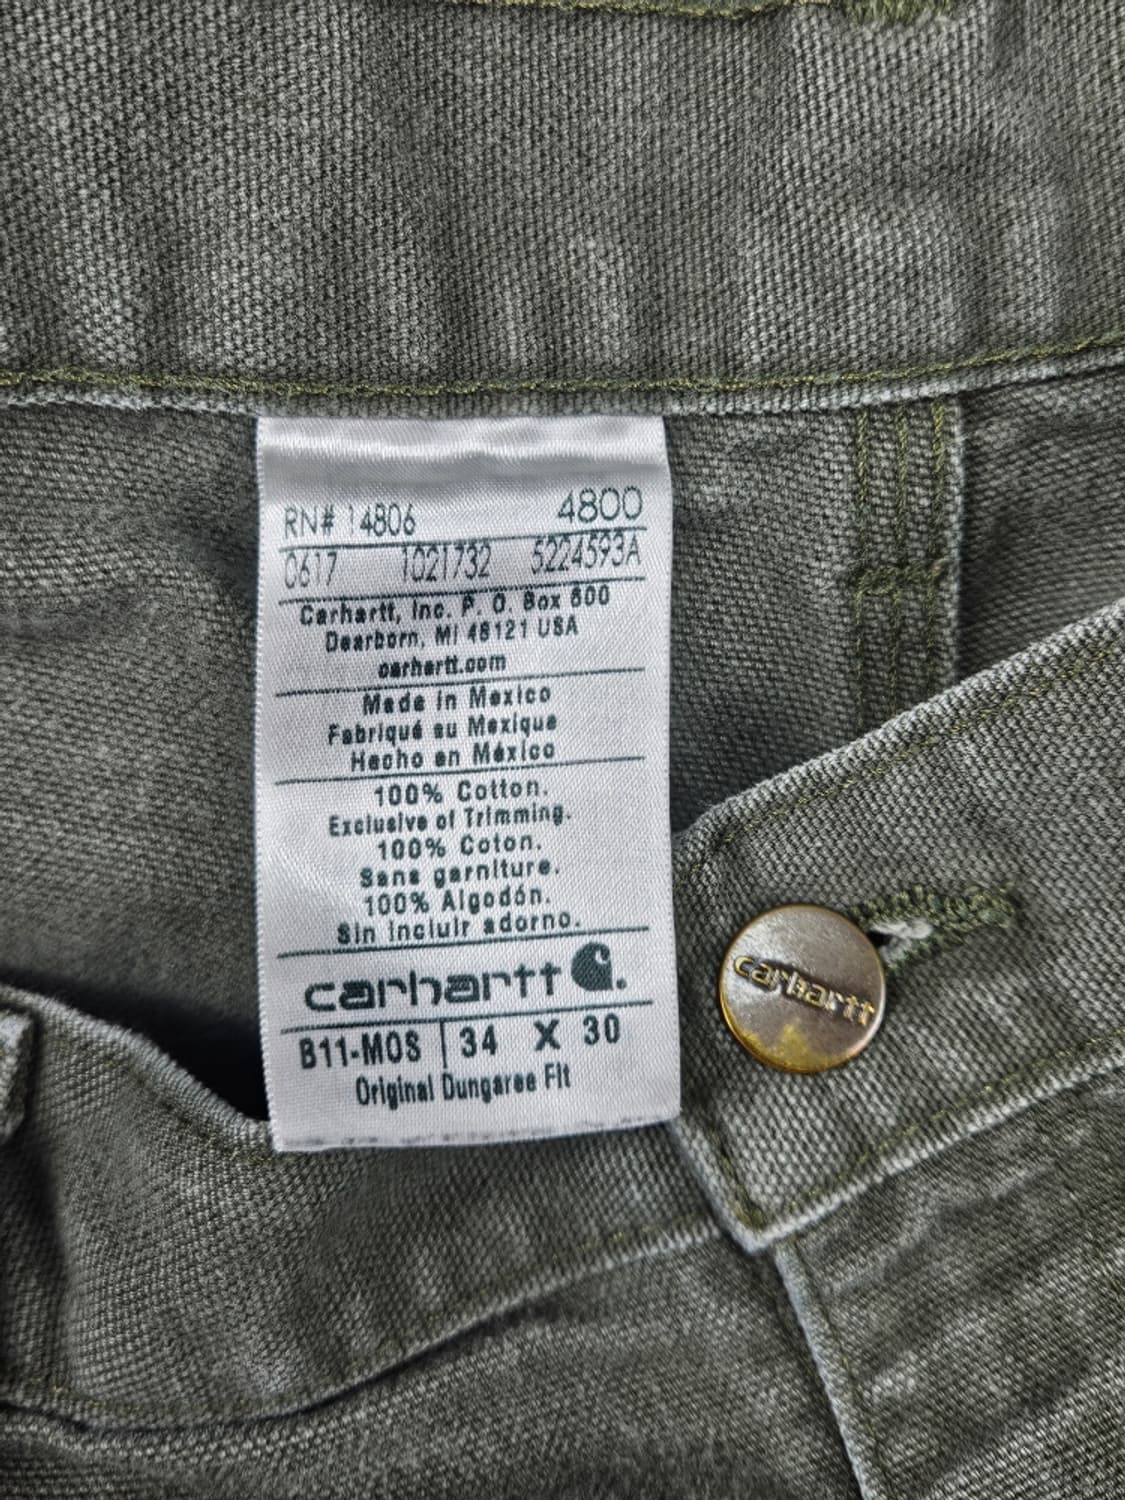 RN# 14806 4800
0617 1021732 5224593A
Carhartt, Inc. P. O. Box 600
Dearborn, MI 48121 USA
carhartt.com
Made in Mexico
Fabriqué au Mexique
Hecho en México
100% Cotton.
Exclusive of Trimming.
100% Coton.
Sans garniture.
100% Algodón.
Sin incluir adorno.
carhartt
B11-MOS 34 X 30
Original Dungaree Fit
carhartt